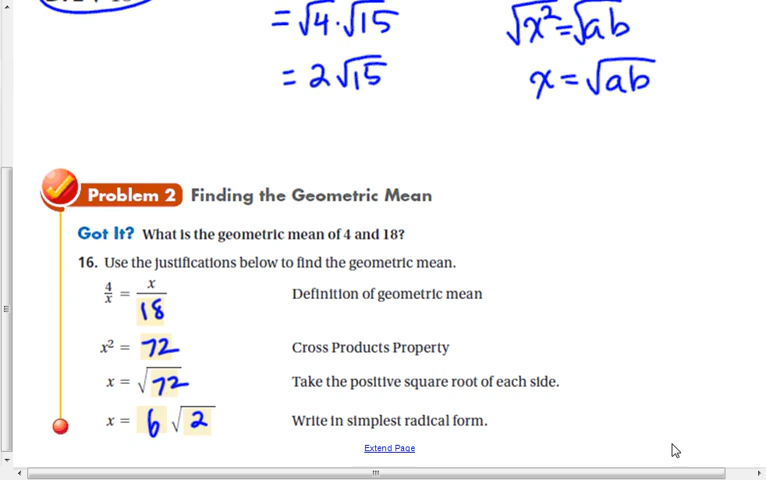 = √4 · √15
√x² = √ab
= 2√15
x = √ab
Problem 2 Finding the Geometric Mean
Got It? What is the geometric mean of 4 and 18?
16. Use the justifications below to find the geometric mean.
4/x = x/18 Definition of geometric mean
x² = 72 Cross Products Property
x = √72 Take the positive square root of each side.
x = 6 √2 Write in simplest radical form.
Extend Page